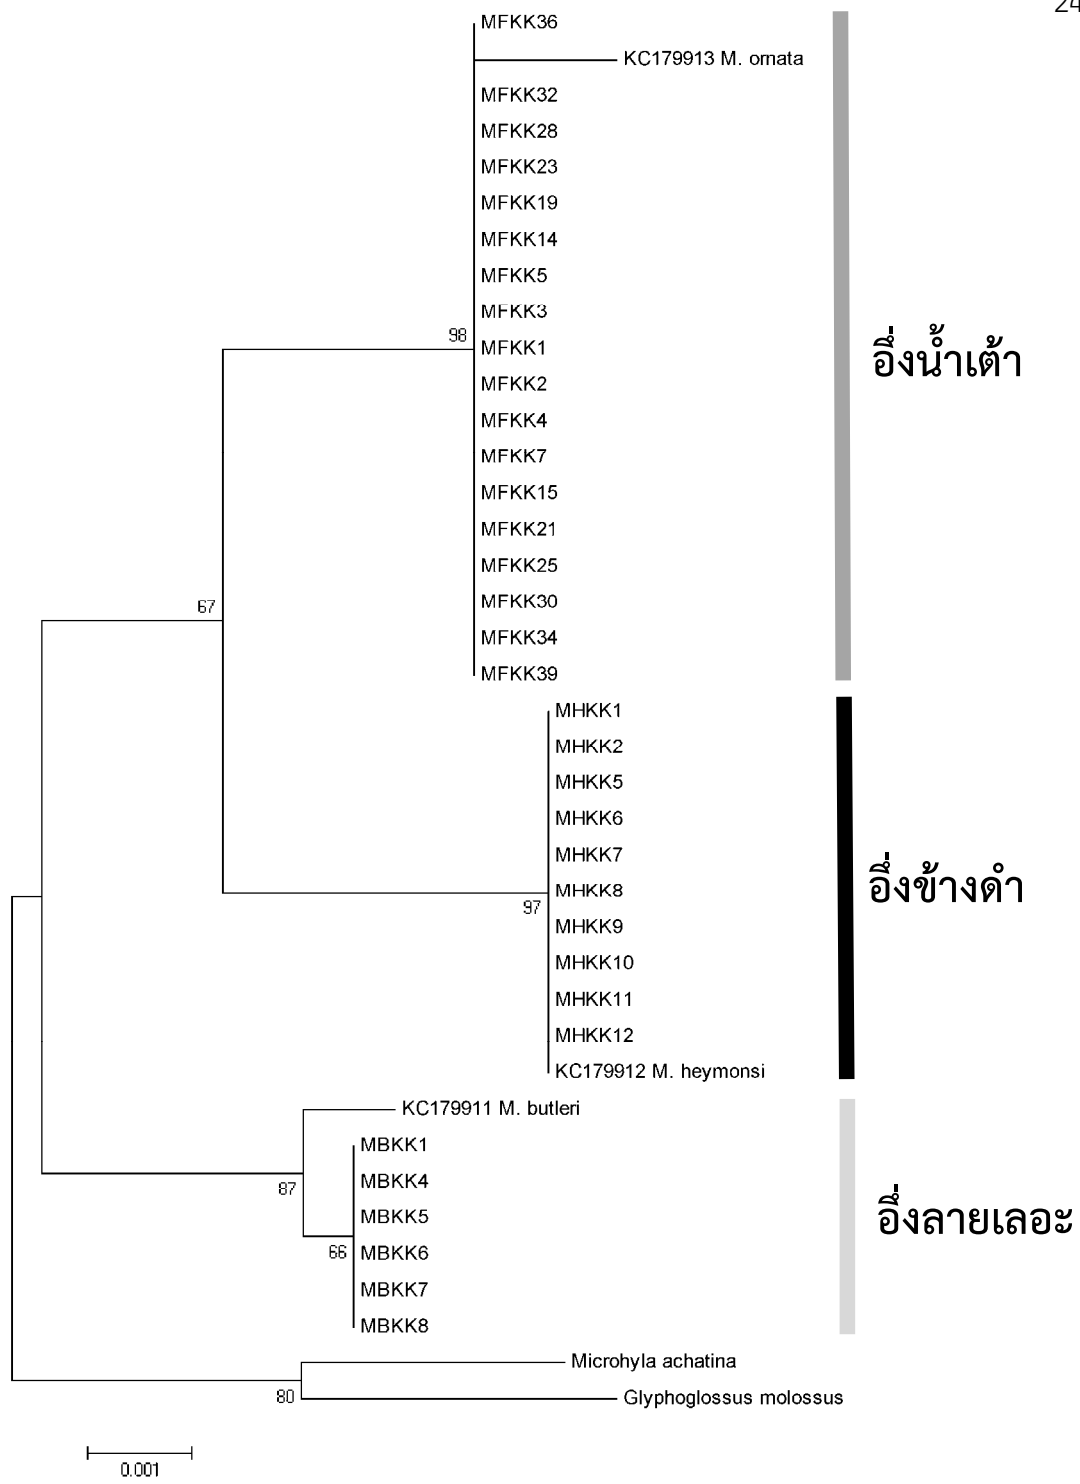 24
MFKK36
KC179913 M. ornata
MFKK32
MFKK28
MFKK23
MFKK19
MFKK14
MFKK5
MFKK3
98
MFKK1
อึ่งน้ำเต้า
MFKK2
MFKK4
MFKK7
MFKK15
MFKK21
MFKK25
MFKK30
67
MFKK34
MFKK39
MHKK1
MHKK2
MHKK5
MHKK6
MHKK7
MHKK8
อึ่งข้างดำ
97
MHKK9
MHKK10
MHKK11
MHKK12
KC179912 M. heymonsi
KC179911 M. butleri
MBKK1
MBKK4
87
MBKK5
อึ่งลายเลอะ
MBKK6
66
MBKK7
MBKK8
Microhyla achatina
Glyphoglossus molossus
80
0.001